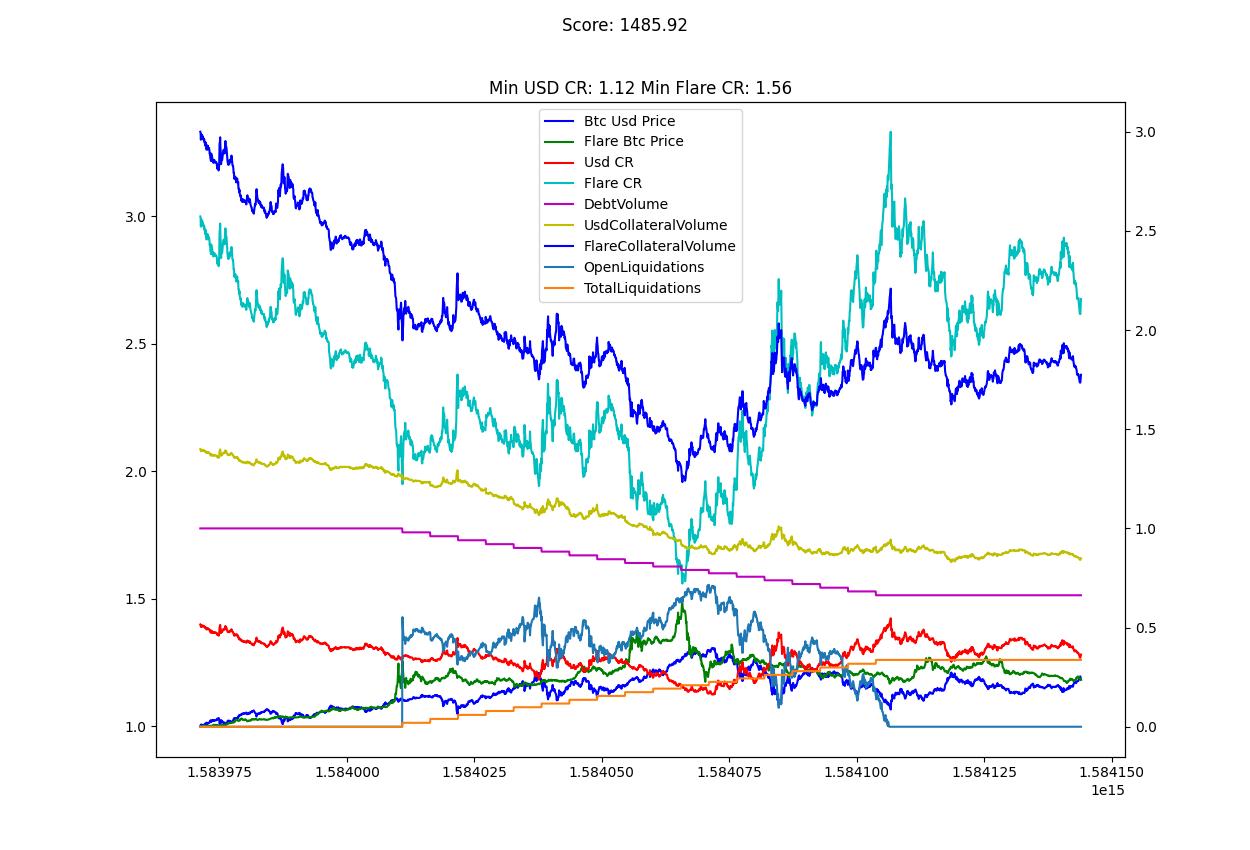 Score: 1485.92
Min USD CR: 1.12 Min Flare CR: 1.56
Btc Usd Price
Flare Btc Price
Usd CR
Flare CR
DebtVolume
UsdCollateralVolume
FlareCollateralVolume
OpenLiquidations
TotalLiquidations
3.0
2.5
2.0
1.5
1.0
3.0
2.5
2.0
1.5
1.0
0.5
0.0
1.583975 1.584000 1.584025 1.584050 1.584075 1.584100 1.584125 1.584150
1e15